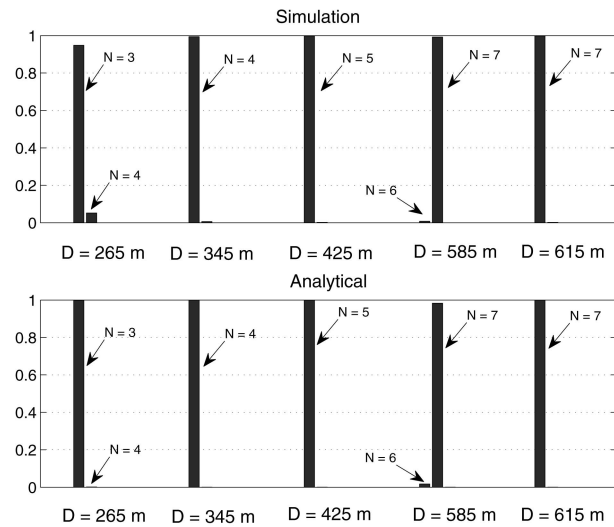 Simulation
1
0.8
0.6
0.4
0.2
0
N = 3
N = 4
N = 4
N = 5
N = 6
N = 7
N = 7
D = 265 m D = 345 m D = 425 m D = 585 m D = 615 m
Analytical
1
0.8
0.6
0.4
0.2
0
N = 3
N = 4
N = 4
N = 5
N = 6
N = 7
N = 7
D = 265 m D = 345 m D = 425 m D = 585 m D = 615 m